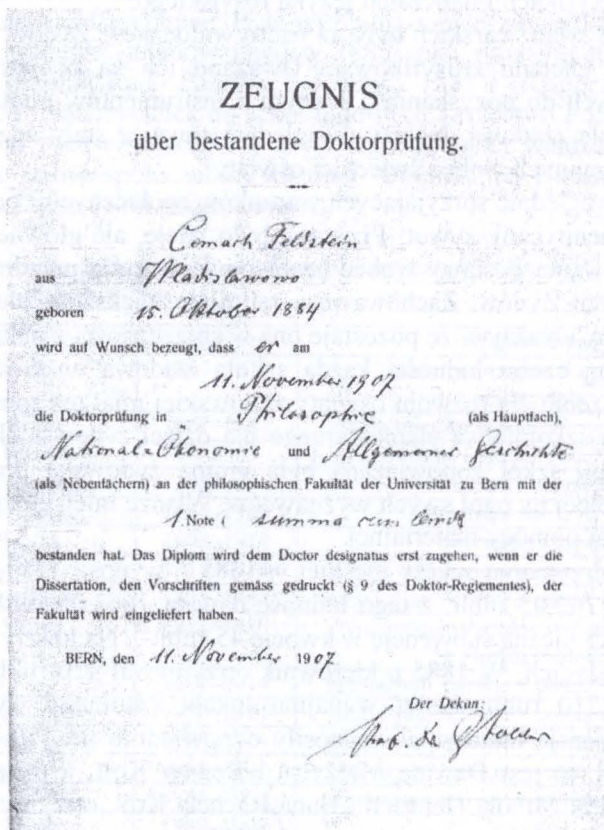 ZEUGNIS
über bestandene Doktorprüfung.
Cemach Feldstein
aus Wladislawowo
geboren 15. Oktober 1884
wird auf Wunsch bezeugt, dass er am
11. November 1907
die Doktorprüfung in Philosophie (als Hauptfach),
National-Ökonomie und Allgemeine Geschichte
(als Nebenfächern) an der philosophischen Fakultät der Universität zu Bern mit der
1. Note ( summa cum laude
bestanden hat. Das Diplom wird dem Doctor designatus erst zugehen, wenn er die
Dissertation, den Vorschriften gemäss gedruckt (§ 9 des Doktor-Reglementes), der
Fakultät wird eingeliefert haben.
BERN, den 11. November 1907
Der Dekan:
Prof. Dr.